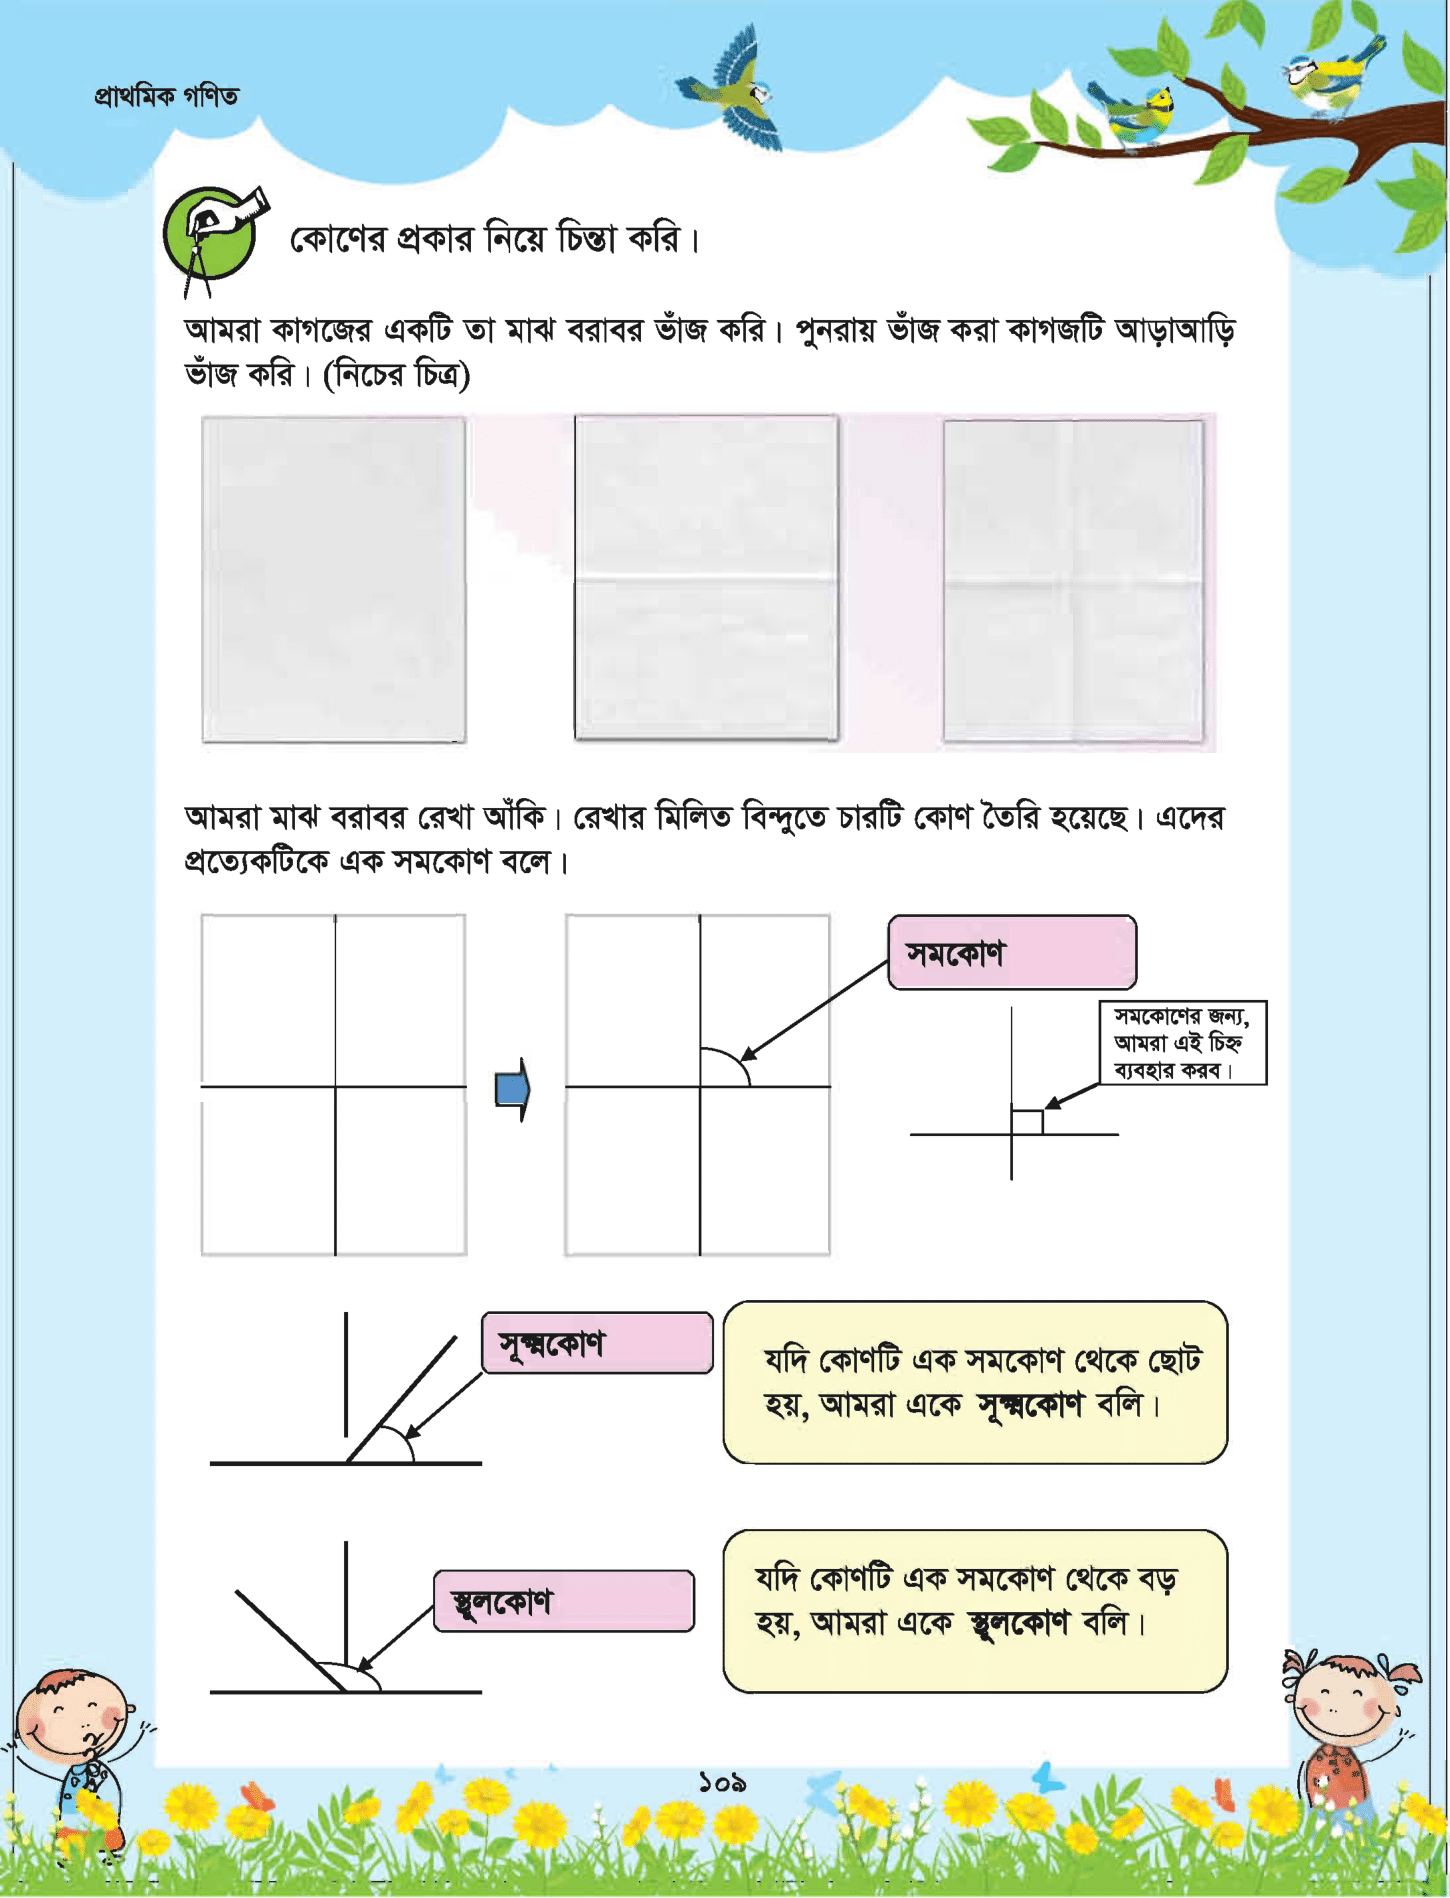 প্রাথমিক গণিত
কোণের প্রকার নিয়ে চিন্তা করি।
আমরা কাগজের একটি তা মাঝ বরাবর ভাঁজ করি। পুনরায় ভাঁজ করা কাগজটি আড়াআড়ি
ভাঁজ করি। (নিচের চিত্র)
আমরা মাঝ বরাবর রেখা আঁকি। রেখার মিলিত বিন্দুতে চারটি কোণ তৈরি হয়েছে। এদের
প্রত্যেকটিকে এক সমকোণ বলে।
সমকোণ
সমকোণের জন্য,
আমরা এই চিহ্ন
ব্যবহার করব।
সূক্ষ্মকোণ
যদি কোণটি এক সমকোণ থেকে ছোট
হয়, আমরা একে সূক্ষ্মকোণ বলি।
স্থূলকোণ
যদি কোণটি এক সমকোণ থেকে বড়
হয়, আমরা একে স্থূলকোণ বলি।
১০৯